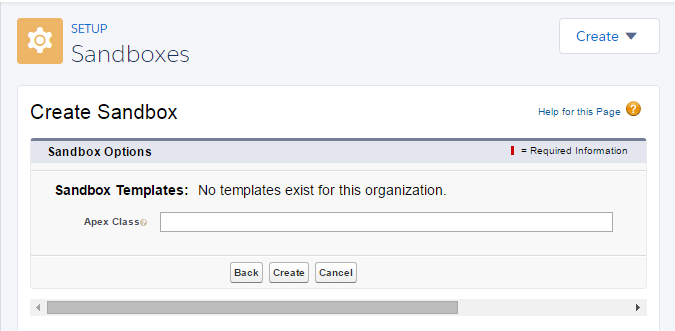 SETUP
Sandboxes
Create
Create Sandbox
Help for this Page ?
Sandbox Options
= Required Information
Sandbox Templates: No templates exist for this organization.
Apex Class ?
Back Create Cancel